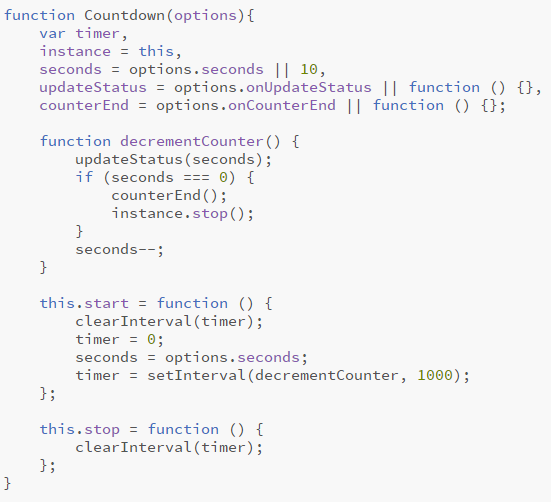 function Countdown(options){
    var timer,
    instance = this,
    seconds = options.seconds || 10,
    updateStatus = options.onUpdateStatus || function () {},
    counterEnd = options.onCounterEnd || function () {};

    function decrementCounter() {
        updateStatus(seconds);
        if (seconds === 0) {
            counterEnd();
            instance.stop();
        }
        seconds--;
    }

    this.start = function () {
        clearInterval(timer);
        timer = 0;
        seconds = options.seconds;
        timer = setInterval(decrementCounter, 1000);
    };

    this.stop = function () {
        clearInterval(timer);
    };
}